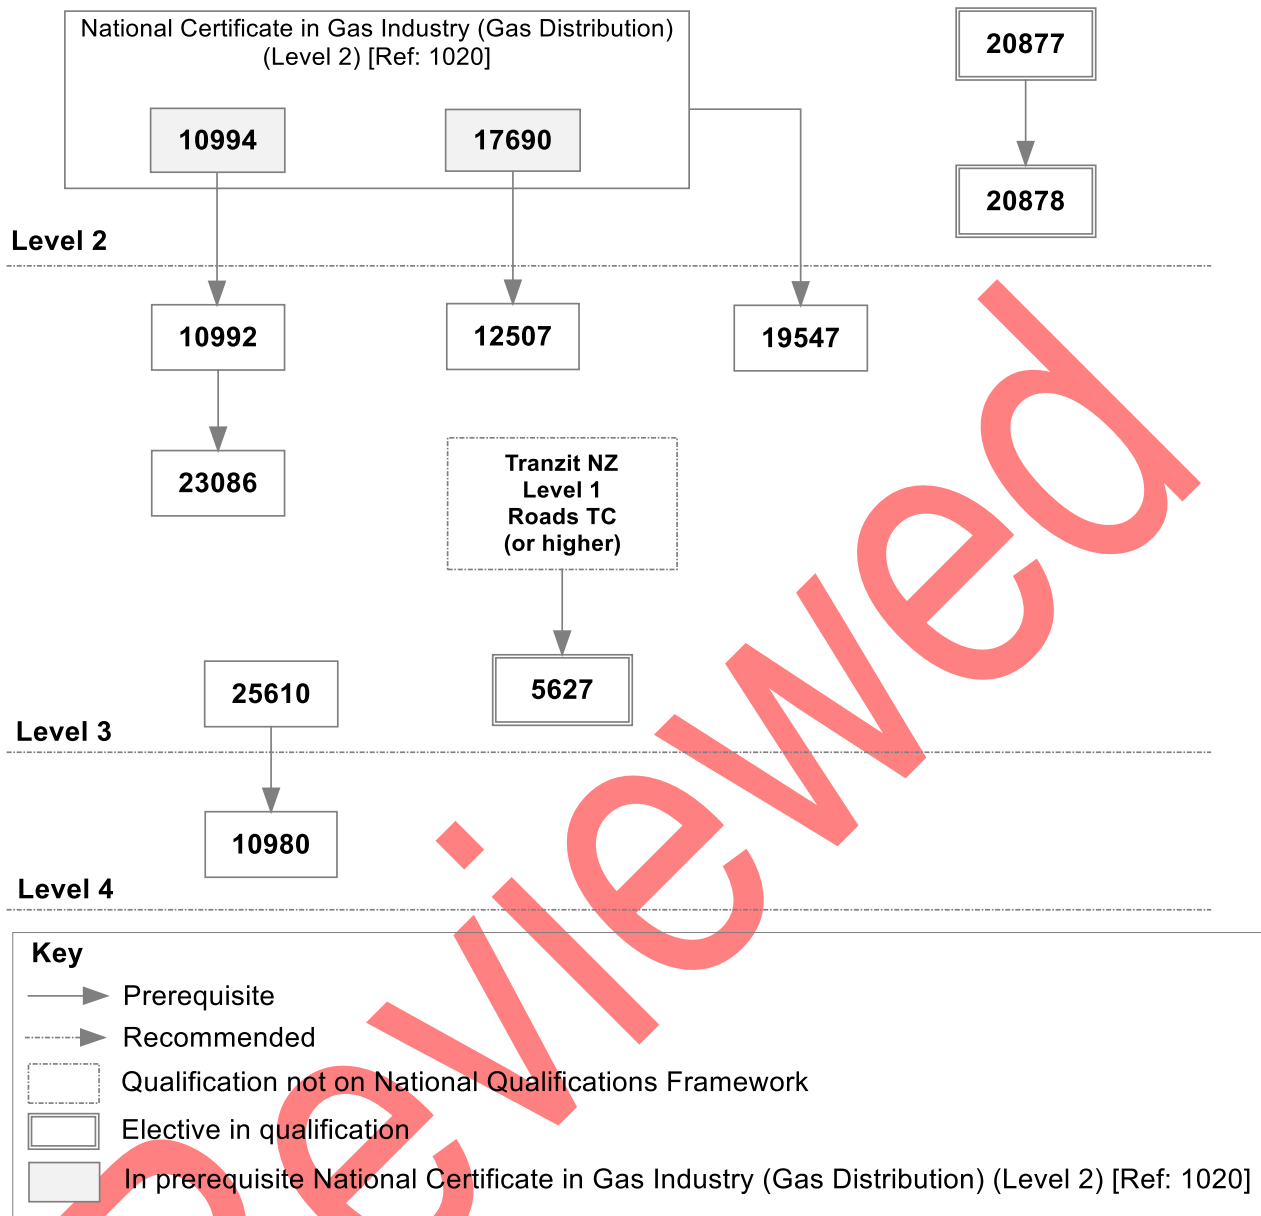 National Certificate in Gas Industry (Gas Distribution)
(Level 2) [Ref: 1020]
20877
10994
17690
20878
Level 2
10992
12507
19547
23086
Tranzit NZ
Level 1
Roads TC
(or higher)
25610
5627
Level 3
10980
Level 4
Key
Prerequisite
Recommended
Qualification not on National Qualifications Framework
Elective in qualification
In prerequisite National Certificate in Gas Industry (Gas Distribution) (Level 2) [Ref: 1020]
eviewed